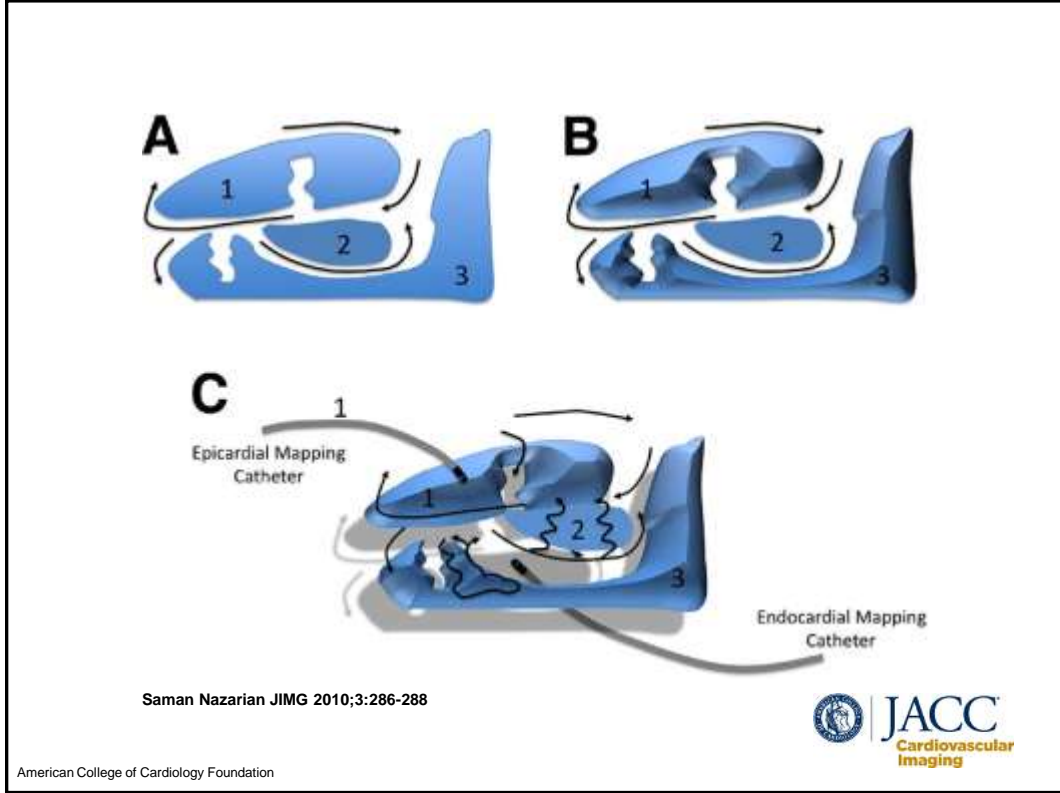 A
1
2
3
B
1
2
3
C
1
Epicardial Mapping
Catheter
1
2
3
Endocardial Mapping
Catheter
Saman Nazarian JIMG 2010;3:286-288
JACC
Cardiovascular
Imaging
American College of Cardiology Foundation